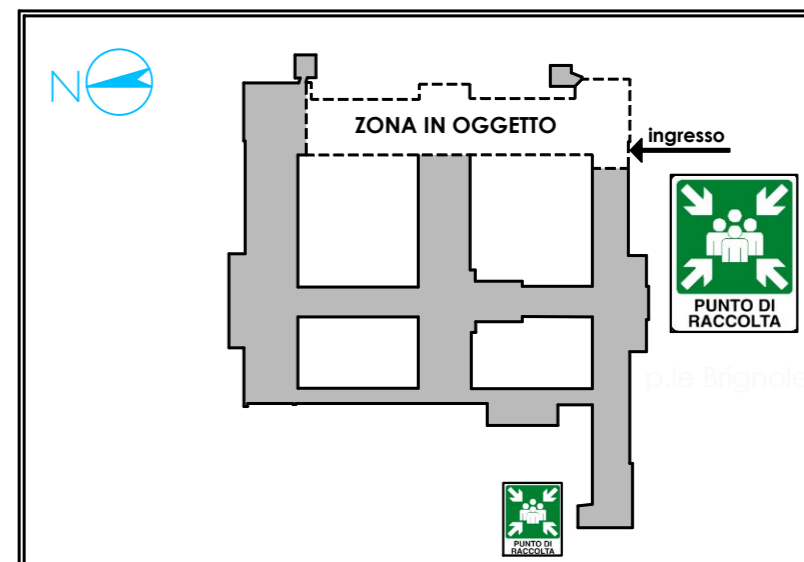 N
ZONA IN OGGETTO
ingresso
PUNTO DI
RACCOLTA
p.le Brignole
PUNTO DI
RACCOLTA